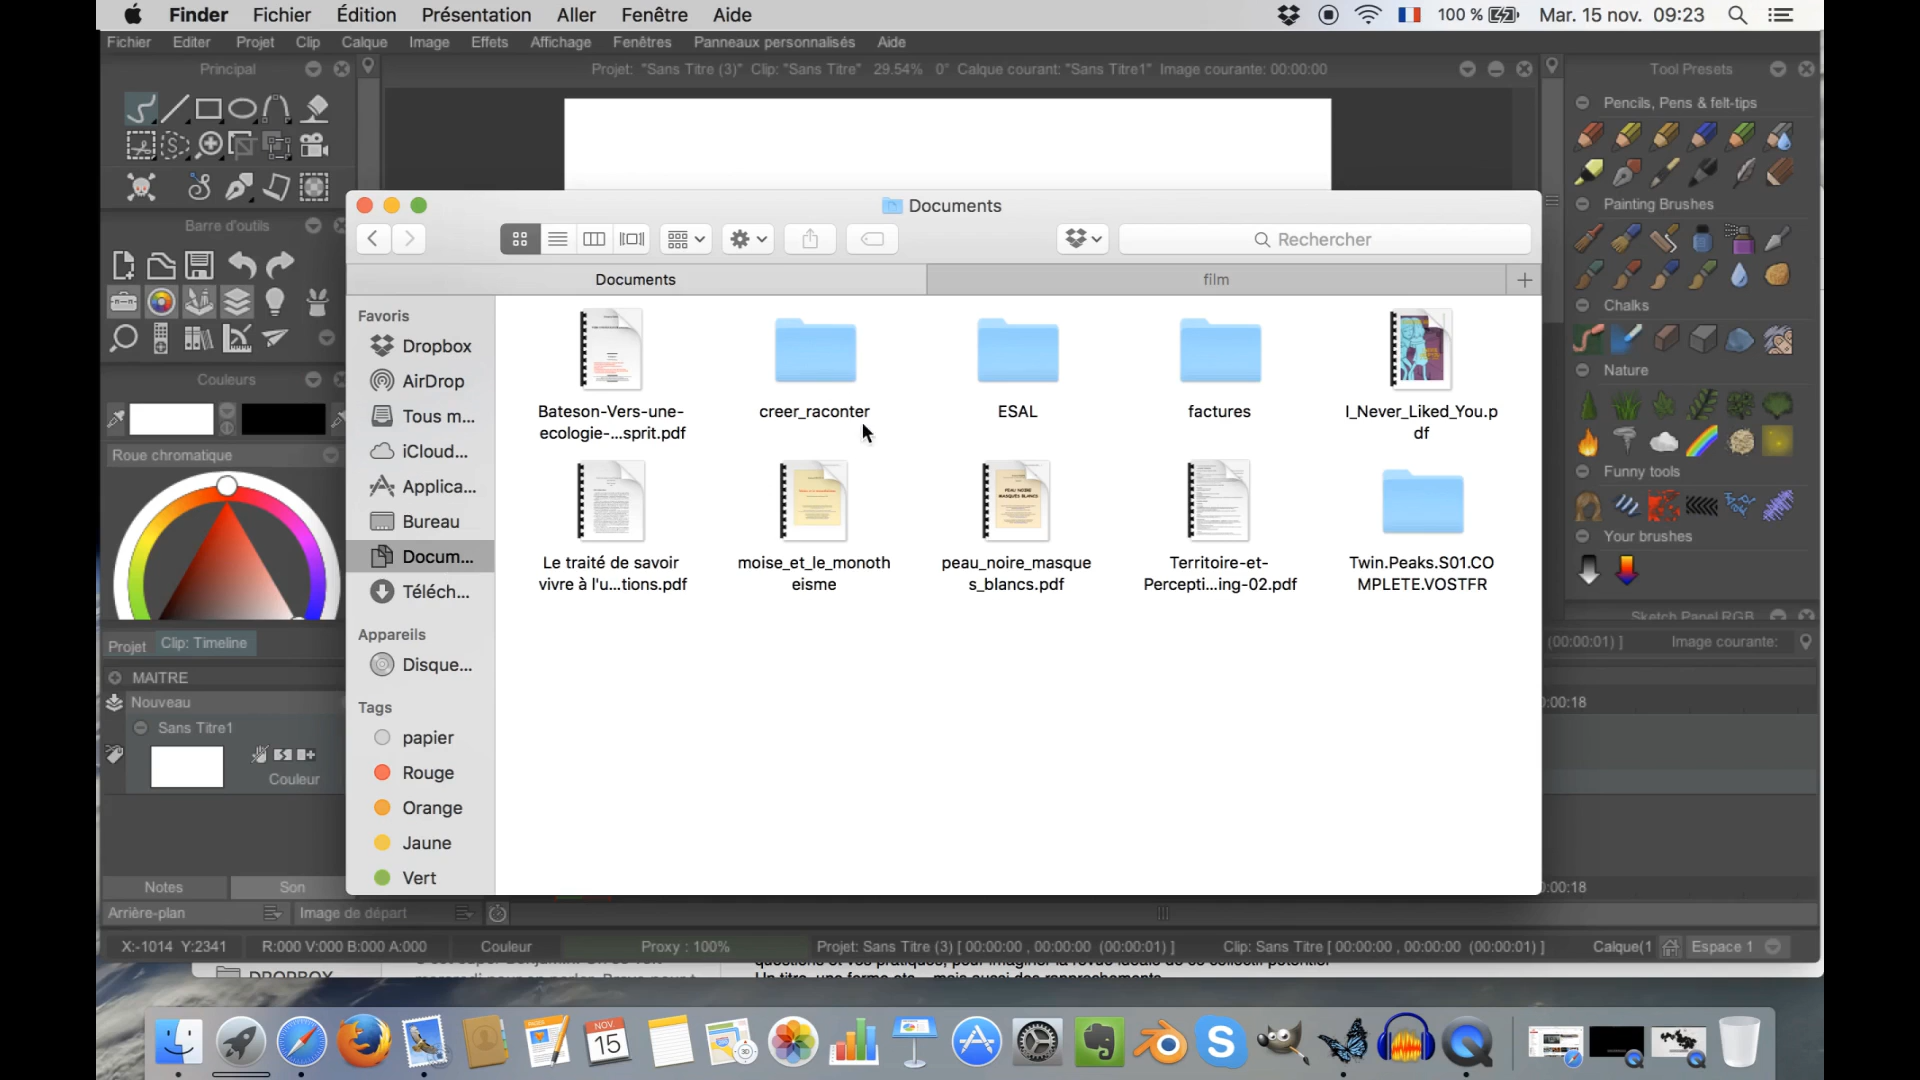 Finder Fichier Édition Présentation Aller Fenêtre Aide 100 % Mar. 15 nov. 09:23
Fichier Editer Projet Clip Calque Image Effets Affichage Fenêtres Panneaux personnalisés Aide
Principal
Projet: "Sans Titre (3)" Clip: "Sans Titre" 29.54% 0° Calque courant: "Sans Titre1" Image courante: 00:00:00
Tool Presets
Pencils, Pens & felt-tips
Painting Brushes
Chalks
Nature
Funny tools
Your brushes
Sketch Panel RGB
Barre d'outils
Couleurs
Roue chromatique
Documents
Rechercher
Documents
film
Favoris
Dropbox
AirDrop
Tous m...
iCloud...
Applica...
Bureau
Docum...
Téléch...
Appareils
Disque...
Tags
papier
Rouge
Orange
Jaune
Vert
Bateson-Vers-une-
ecologie-...sprit.pdf
creer_raconter
ESAL
factures
I_Never_Liked_You.p
df
Le traité de savoir
vivre à l'u...tions.pdf
moise_et_le_monoth
eisme
PEAU NOIRE
MASQUES BLANCS
peau_noire_masque
s_blancs.pdf
Territoire-et-
Percepti...ing-02.pdf
Twin.Peaks.S01.CO
MPLETE.VOSTFR
Projet Clip: Timeline
(00:00:01) ] Image courante:
MAITRE
Nouveau
0:00:18
Sans Titre1
Couleur
Notes Son
0:00:18
Arrière-plan Image de départ
X:-1014 Y:2341 R:000 V:000 B:000 A:000 Couleur Proxy : 100% Projet: Sans Titre (3) [ 00:00:00 , 00:00:00 (00:00:01) ] Clip: Sans Titre [ 00:00:00 , 00:00:00 (00:00:01) ] Calque(1 Espace 1
DROPBOX
NOV.
15
3D